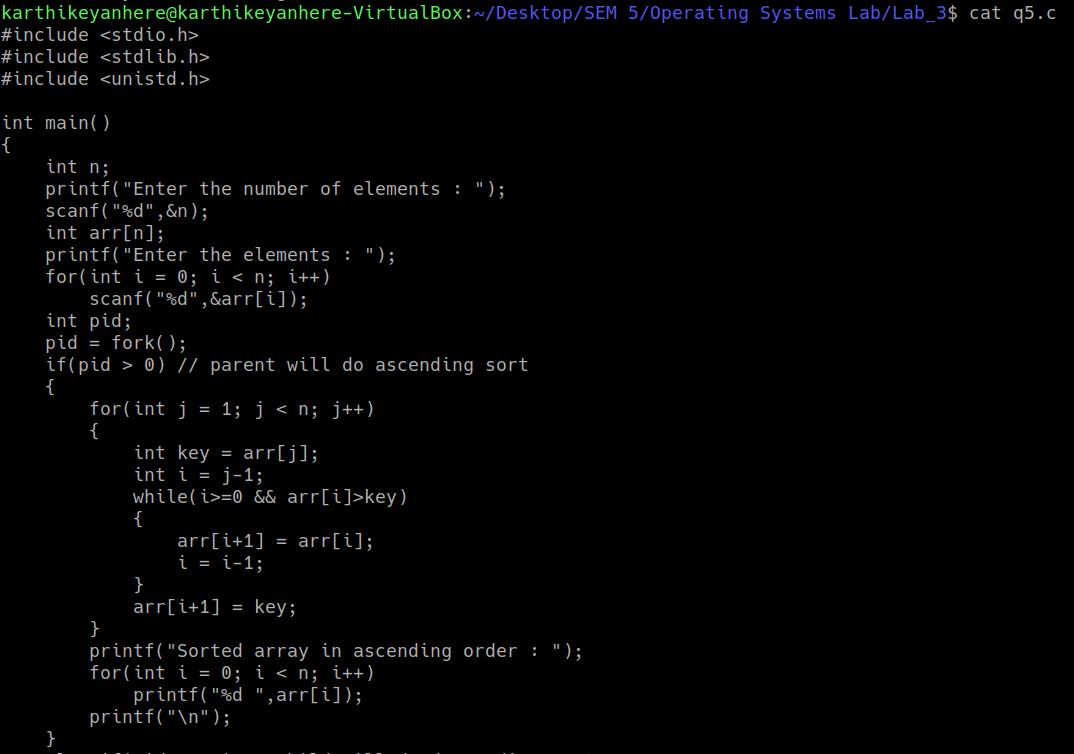 karthikeyanhere@karthikeyanhere-VirtualBox:~/Desktop/SEM 5/Operating Systems Lab/Lab_3$ cat q5.c
#include <stdio.h>
#include <stdlib.h>
#include <unistd.h>

int main()
{
    int n;
    printf("Enter the number of elements : ");
    scanf("%d",&n);
    int arr[n];
    printf("Enter the elements : ");
    for(int i = 0; i < n; i++)
        scanf("%d",&arr[i]);
    int pid;
    pid = fork();
    if(pid > 0) // parent will do ascending sort
    {
        for(int j = 1; j < n; j++)
        {
            int key = arr[j];
            int i = j-1;
            while(i>=0 && arr[i]>key)
            {
                arr[i+1] = arr[i];
                i = i-1;
            }
            arr[i+1] = key;
        }
        printf("Sorted array in ascending order : ");
        for(int i = 0; i < n; i++)
            printf("%d ",arr[i]);
        printf("\n");
    }